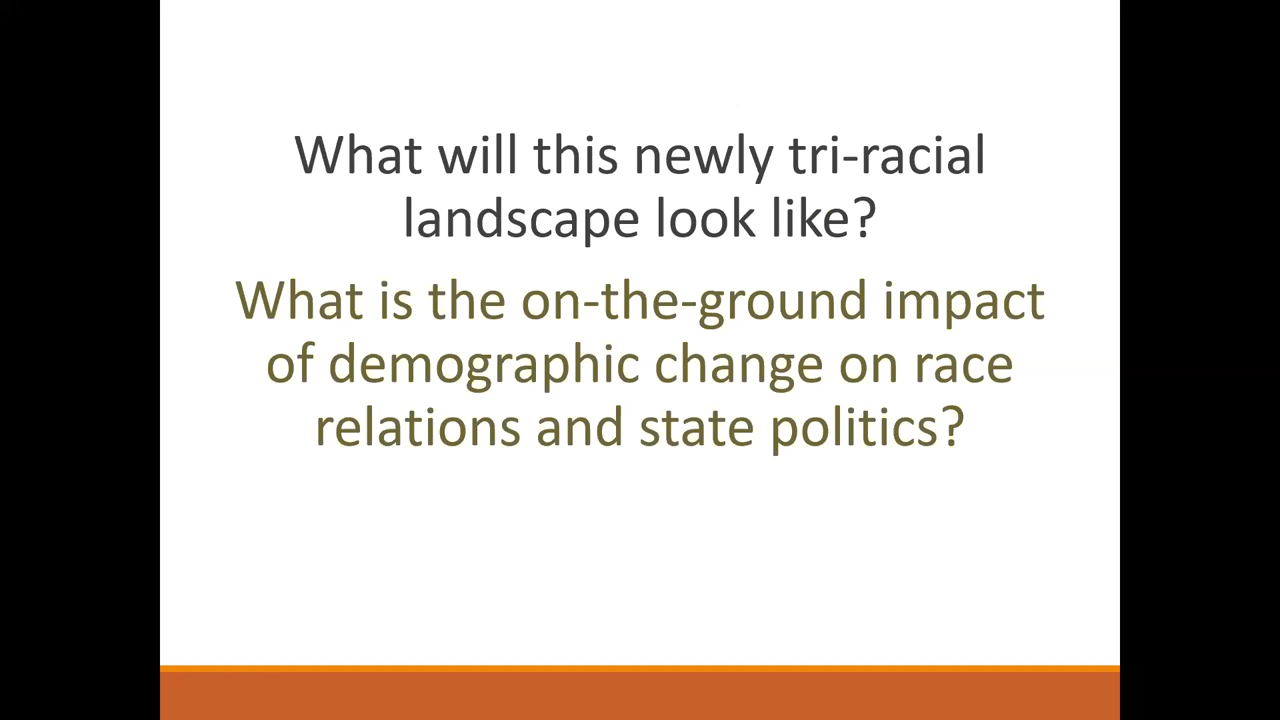 What will this newly tri-racial
landscape look like?
What is the on-the-ground impact
of demographic change on race
relations and state politics?